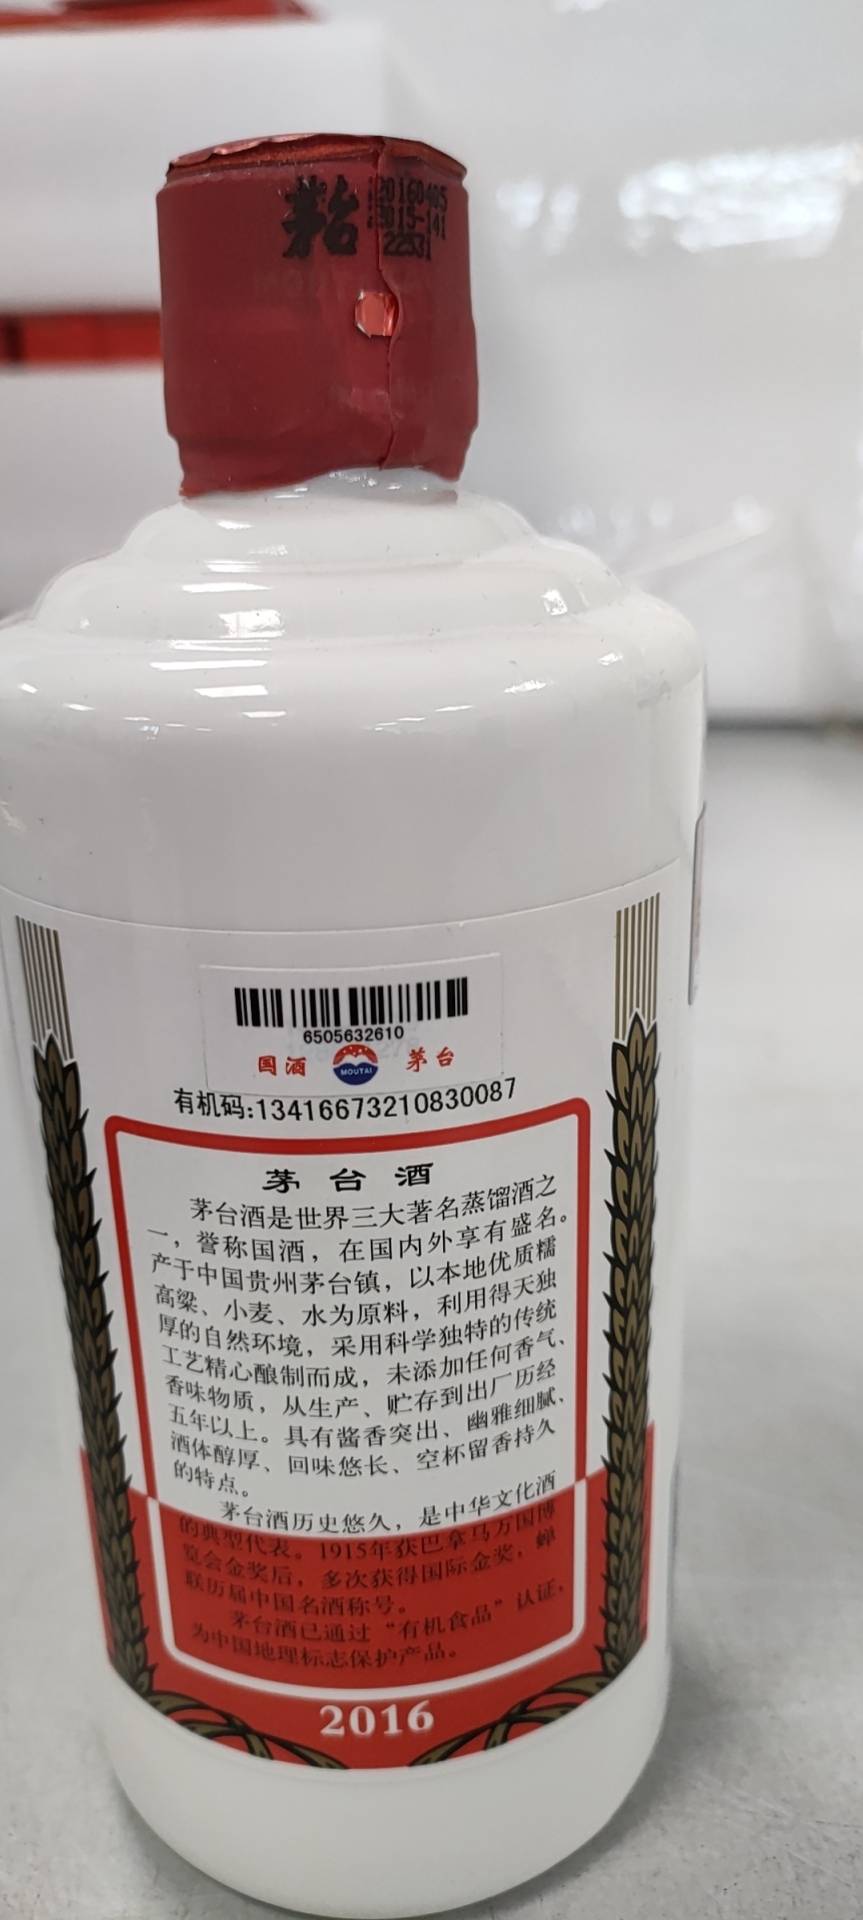 茅台
20160405
2015-141
22531
6505632610
国酒 MOUTAI 茅台
有机码:13416673210830087
茅台酒
茅台酒是世界三大著名蒸馏酒之
一，誉称国酒，在国内外享有盛名。
产于中国贵州茅台镇，以本地优质糯
高粱、小麦、水为原料，利用得天独
厚的自然环境，采用科学独特的传统
工艺精心酿制而成，未添加任何香气、
香味物质，从生产、贮存到出厂历经
五年以上。具有酱香突出、幽雅细腻、
酒体醇厚、回味悠长、空杯留香持久
的特点。
茅台酒历史悠久，是中华文化酒
的典型代表。1915年获巴拿马万国博
览会金奖后，多次获得国际金奖，蝉
联历届中国名酒称号。
茅台酒已通过“有机食品”认证，
为中国地理标志保护产品。
2016